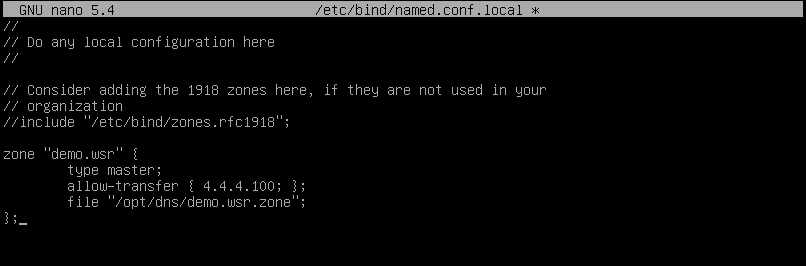 GNU nano 5.4 /etc/bind/named.conf.local *
//
// Do any local configuration here
//
// Consider adding the 1918 zones here, if they are not used in your
// organization
//include "/etc/bind/zones.rfc1918";
zone "demo.wsr" {
type master;
allow-transfer { 4.4.4.100; };
file "/opt/dns/demo.wsr.zone";
};_